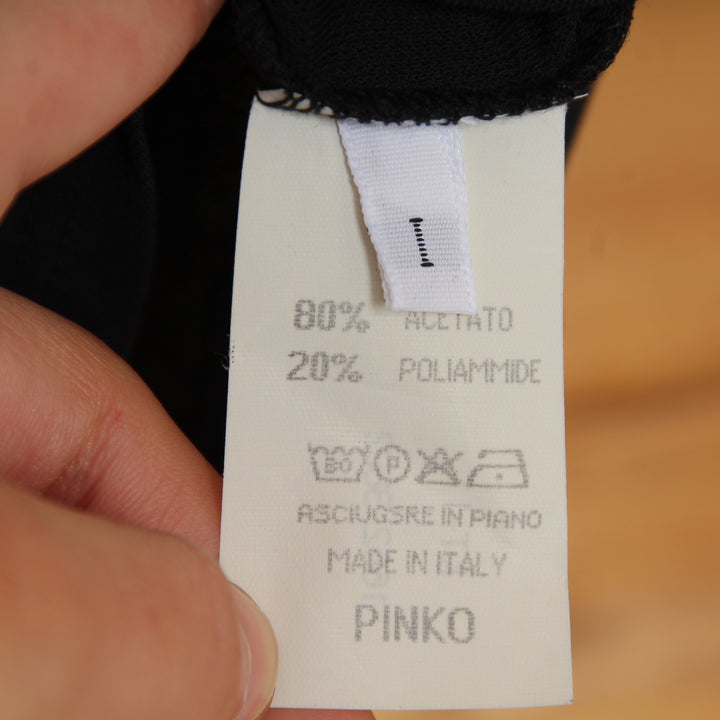 I
80% ACETATO
20% POLIAMMIDE
P
ASCIUGSRE IN PIANO
MADE IN ITALY
PINKO